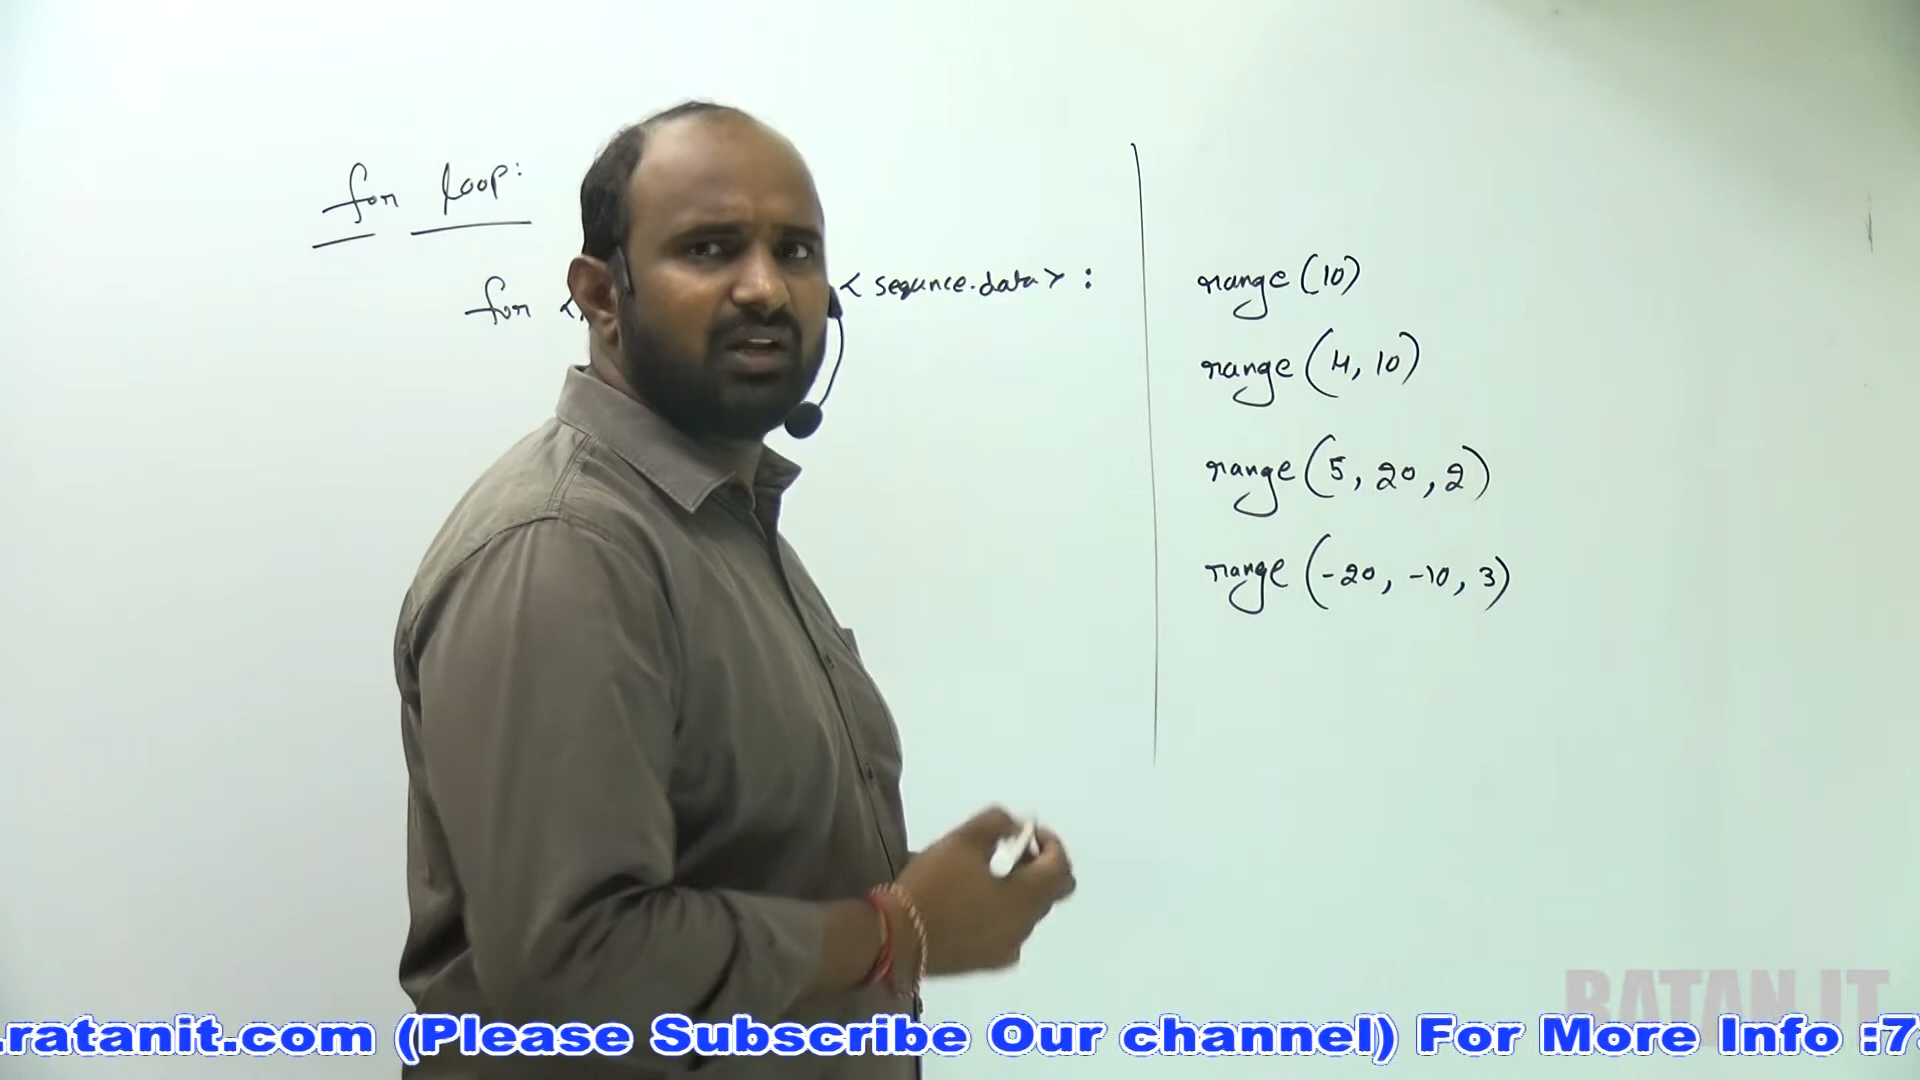 for loop:
for < < sequnce.data> :
range (10)
range (4, 10)
range (5, 20, 2)
range (-20, -10, 3)
RATAN IT
.ratanit.com (Please Subscribe Our channel) For More Info :7